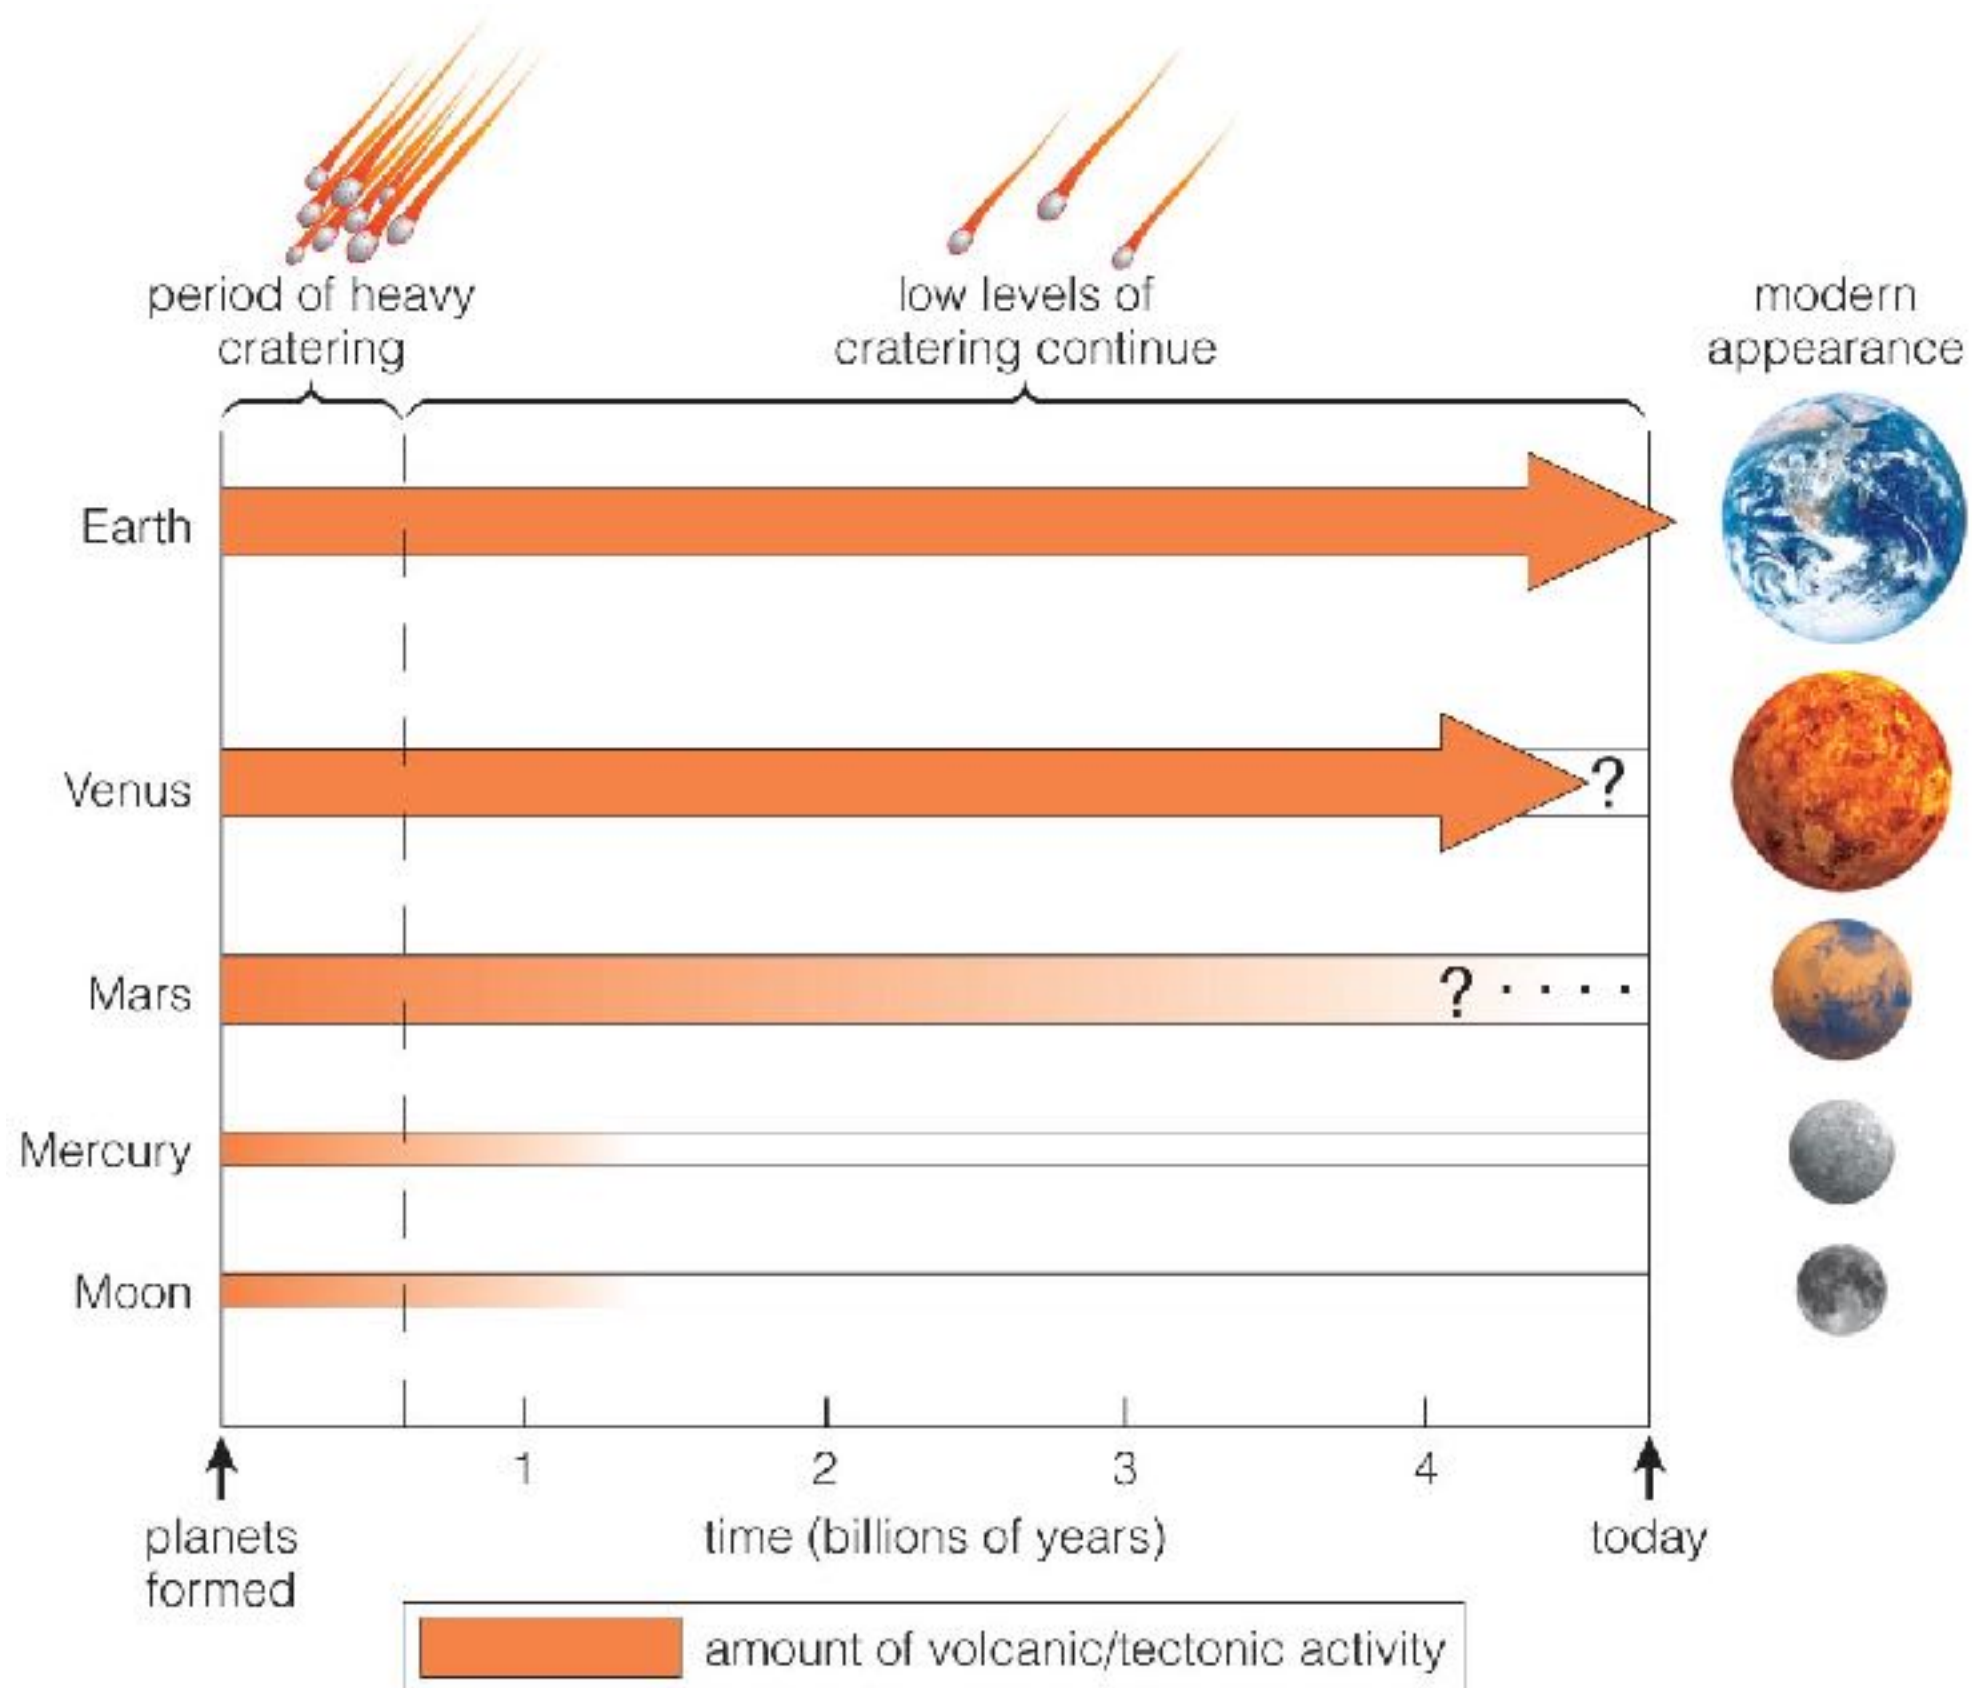 period of heavy
cratering
low levels of
cratering continue
modern
appearance
Earth
Venus
?
Mars
? . . . .
Mercury
Moon
1
2
3
4
planets
formed
time (billions of years)
today
amount of volcanic/tectonic activity